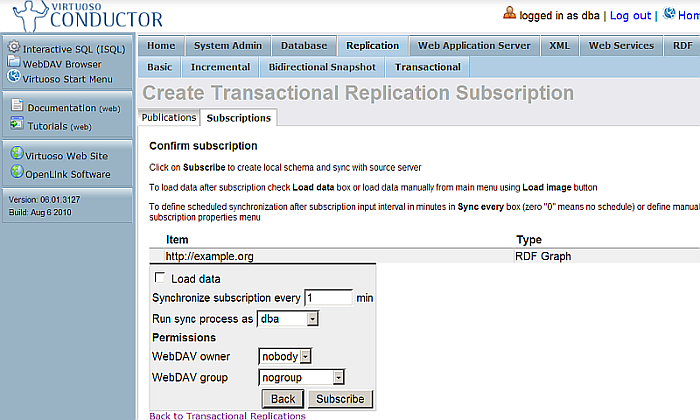 VIRTUOSO
CONDUCTOR
logged in as dba | Log out |
Interactive SQL (ISQL)
WebDAV Browser
Virtuoso Start Menu
Documentation (web)
Tutorials (web)
Virtuoso Web Site
OpenLink Software
Version: 06.01.3127
Build: Aug 6 2010
Home System Admin Database Replication Web Application Server XML Web Services RDF
Basic Incremental Bidirectional Snapshot Transactional
Create Transactional Replication Subscription
Publications Subscriptions
Confirm subscription
Click on Subscribe to create local schema and sync with source server
To load data after subscription check Load data box or load data manually from main menu using Load image button
To define scheduled synchronization after subscription input interval in minutes in Sync every box (zero "0" means no schedule) or define manua
subscription properties menu
Item Type
http://example.org RDF Graph
Load data
Synchronize subscription every 1 min
Run sync process as dba
Permissions
WebDAV owner nobody
WebDAV group nogroup
Back Subscribe
Back to Transactional Replications